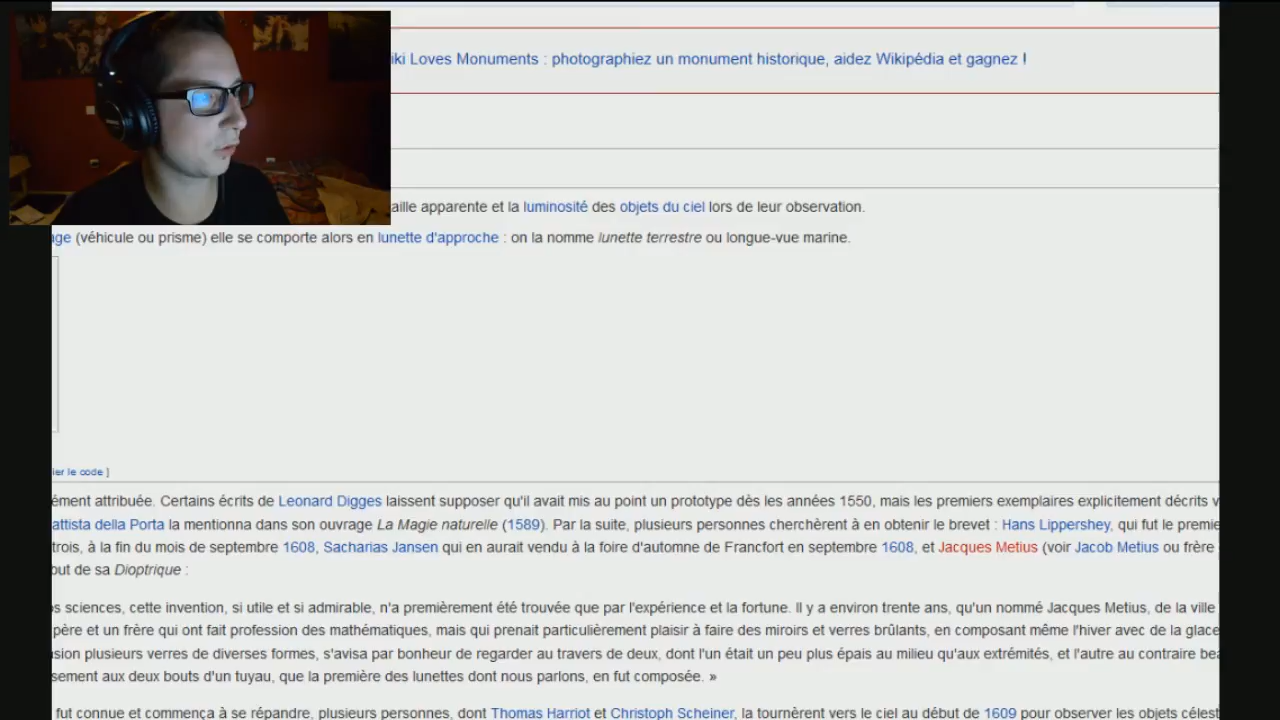 iki Loves Monuments : photographiez un monument historique, aidez Wikipédia et gagnez !
aille apparente et la luminosité des objets du ciel lors de leur observation.
age (véhicule ou prisme) elle se comporte alors en lunette d'approche : on la nomme lunette terrestre ou longue-vue marine.
ier le code ]
ément attribuée. Certains écrits de Leonard Digges laissent supposer qu'il avait mis au point un prototype dès les années 1550, mais les premiers exemplaires explicitement décrits v
attista della Porta la mentionna dans son ouvrage La Magie naturelle (1589). Par la suite, plusieurs personnes cherchèrent à en obtenir le brevet : Hans Lippershey, qui fut le premie
trois, à la fin du mois de septembre 1608, Sacharias Jansen qui en aurait vendu à la foire d'automne de Francfort en septembre 1608, et Jacques Metius (voir Jacob Metius ou frère
but de sa Dioptrique :
os sciences, cette invention, si utile et si admirable, n'a premièrement été trouvée que par l'expérience et la fortune. Il y a environ trente ans, qu'un nommé Jacques Metius, de la ville
père et un frère qui ont fait profession des mathématiques, mais qui prenait particulièrement plaisir à faire des miroirs et verres brûlants, en composant même l'hiver avec de la glace
asion plusieurs verres de diverses formes, s'avisa par bonheur de regarder au travers de deux, dont l'un était un peu plus épais au milieu qu'aux extrémités, et l'autre au contraire bea
sement aux deux bouts d'un tuyau, que la première des lunettes dont nous parlons, en fut composée. »
fut connue et commença à se répandre, plusieurs personnes, dont Thomas Harriot et Christoph Scheiner, la tournèrent vers le ciel au début de 1609 pour observer les objets célest